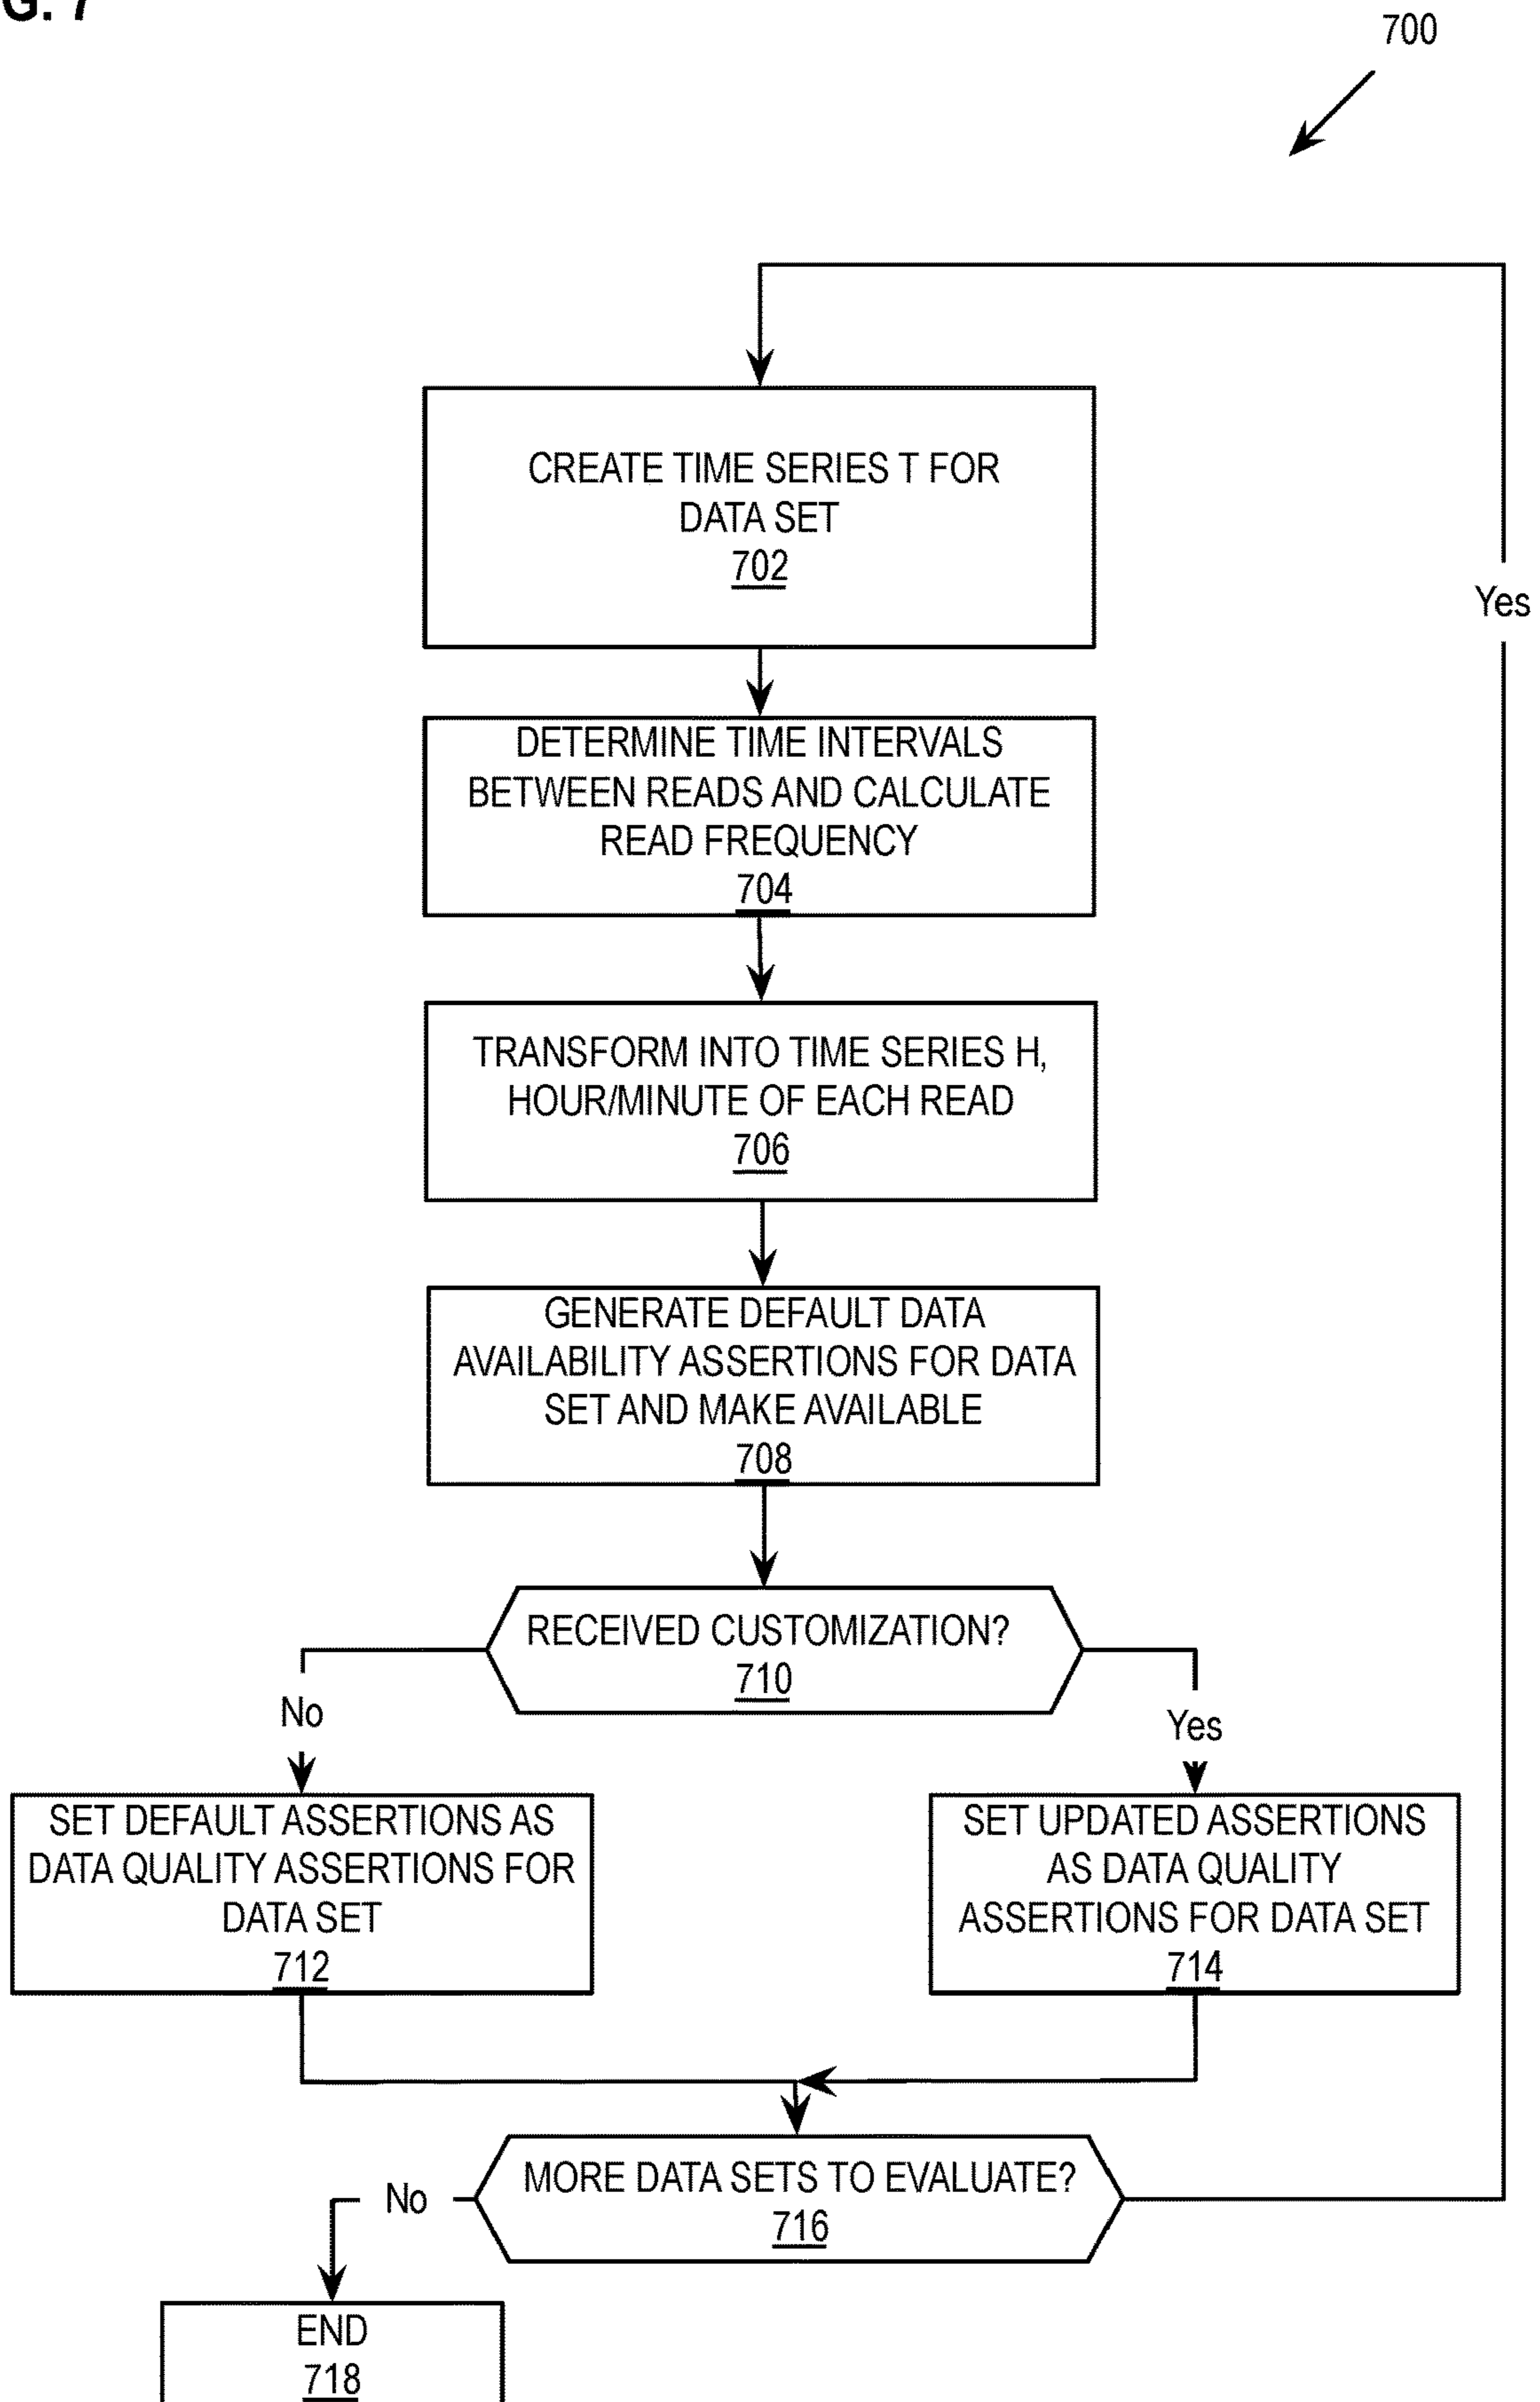 G. 7
700
CREATE TIME SERIES T FOR
DATA SET
702
Yes
DETERMINE TIME INTERVALS
BETWEEN READS AND CALCULATE
READ FREQUENCY
704
TRANSFORM INTO TIME SERIES H,
HOUR/MINUTE OF EACH READ
706
GENERATE DEFAULT DATA
AVAILABILITY ASSERTIONS FOR DATA
SET AND MAKE AVAILABLE
708
RECEIVED CUSTOMIZATION?
710
No
Yes
SET DEFAULT ASSERTIONS AS
DATA QUALITY ASSERTIONS FOR
DATA SET
712
SET UPDATED ASSERTIONS
AS DATA QUALITY
ASSERTIONS FOR DATA SET
714
MORE DATA SETS TO EVALUATE?
716
No
END
718